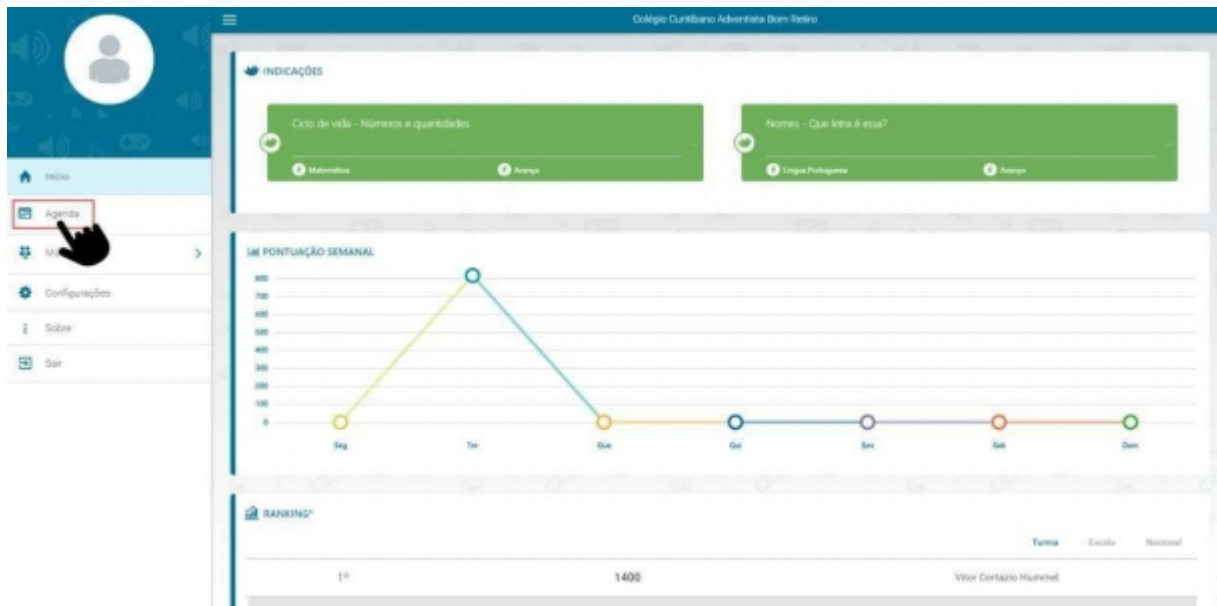 Colégio Curitibano Adventista Bom Retiro
Início
Agenda
Configurações
Sobre
Sair
INDICAÇÕES
Ciclo de vida - Números e quantidades
Matemática
Avanço
Nomes - Que letra é essa?
Língua Portuguesa
Avanço
PONTUAÇÃO SEMANAL
800
700
600
500
400
300
200
100
0
Seg
Ter
Qua
Qui
Sex
Sab
Dom
RANKING*
Turma
Escola
Nacional
1º
1400
Vitor Cortazio Hummel